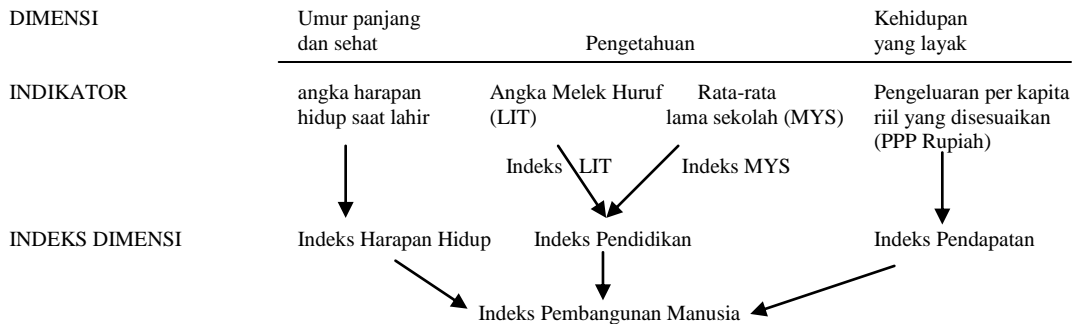 DIMENSI
Umur panjang
dan sehat
Pengetahuan
Kehidupan
yang layak
INDIKATOR
angka harapan
hidup saat lahir
Angka Melek Huruf
(LIT)
Rata-rata
lama sekolah (MYS)
Pengeluaran per kapita
riil yang disesuaikan
(PPP Rupiah)
Indeks LIT
Indeks MYS
INDEKS DIMENSI
Indeks Harapan Hidup
Indeks Pendidikan
Indeks Pendapatan
Indeks Pembangunan Manusia